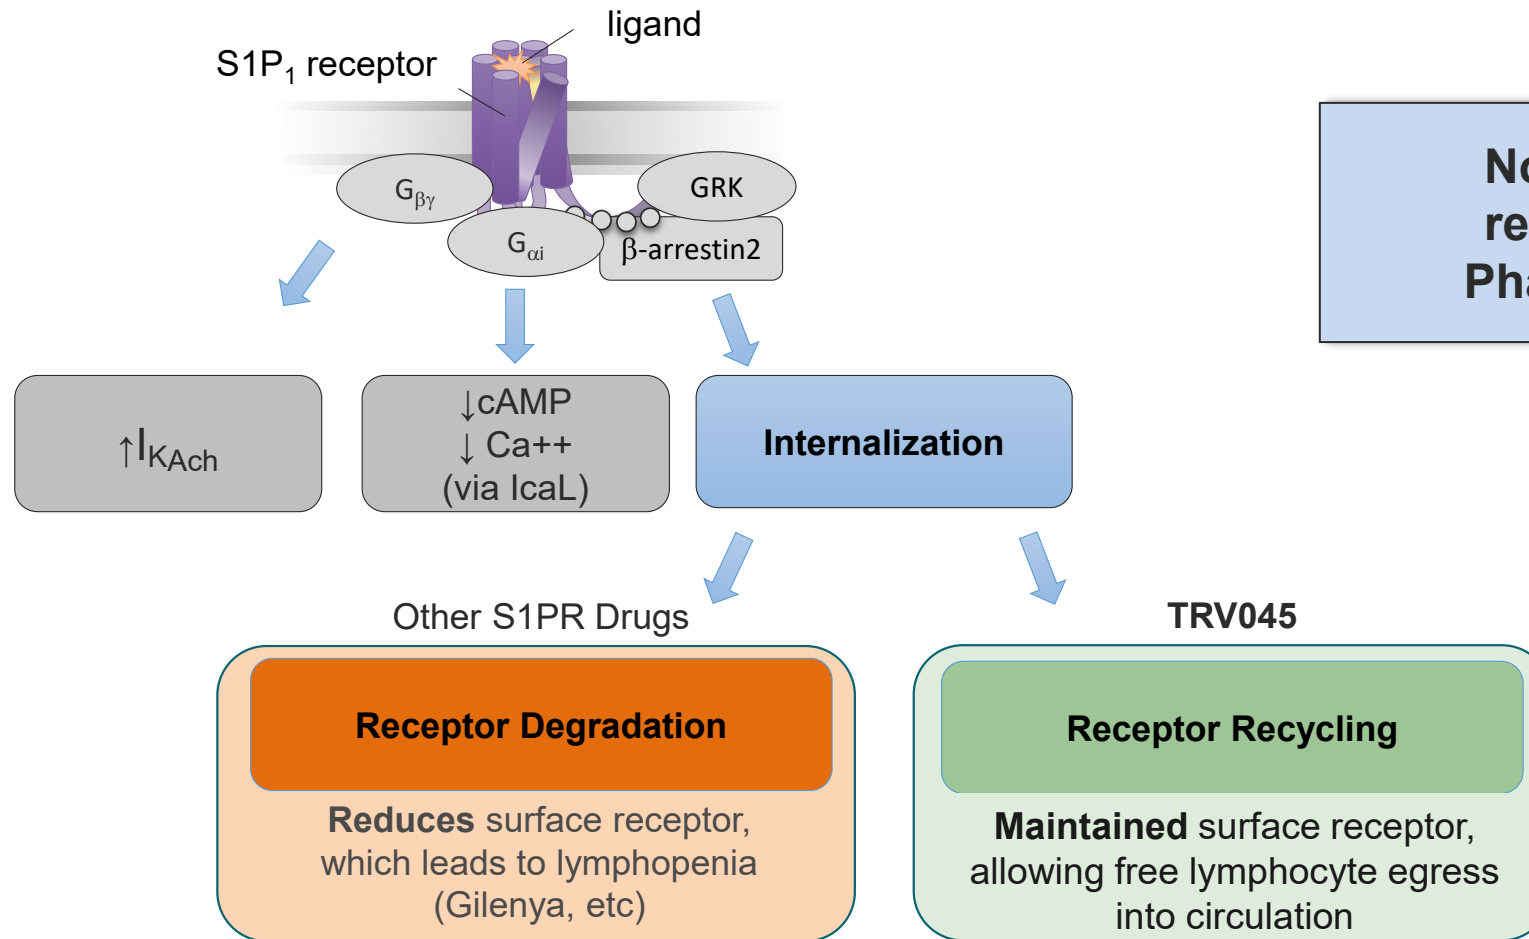 ligand
S1P₁ receptor
Gβγ
GRK
Gαi
β-arrestin2
Pha
↑IKAch
↓cAMP
↓ Ca++
(via IcaL)
Internalization
Other S1PR Drugs
TRV045
Receptor Degradation
Receptor Recycling
Reduces surface receptor,
which leads to lymphopenia
(Gilenya, etc)
Maintained surface receptor,
allowing free lymphocyte egress
into circulation